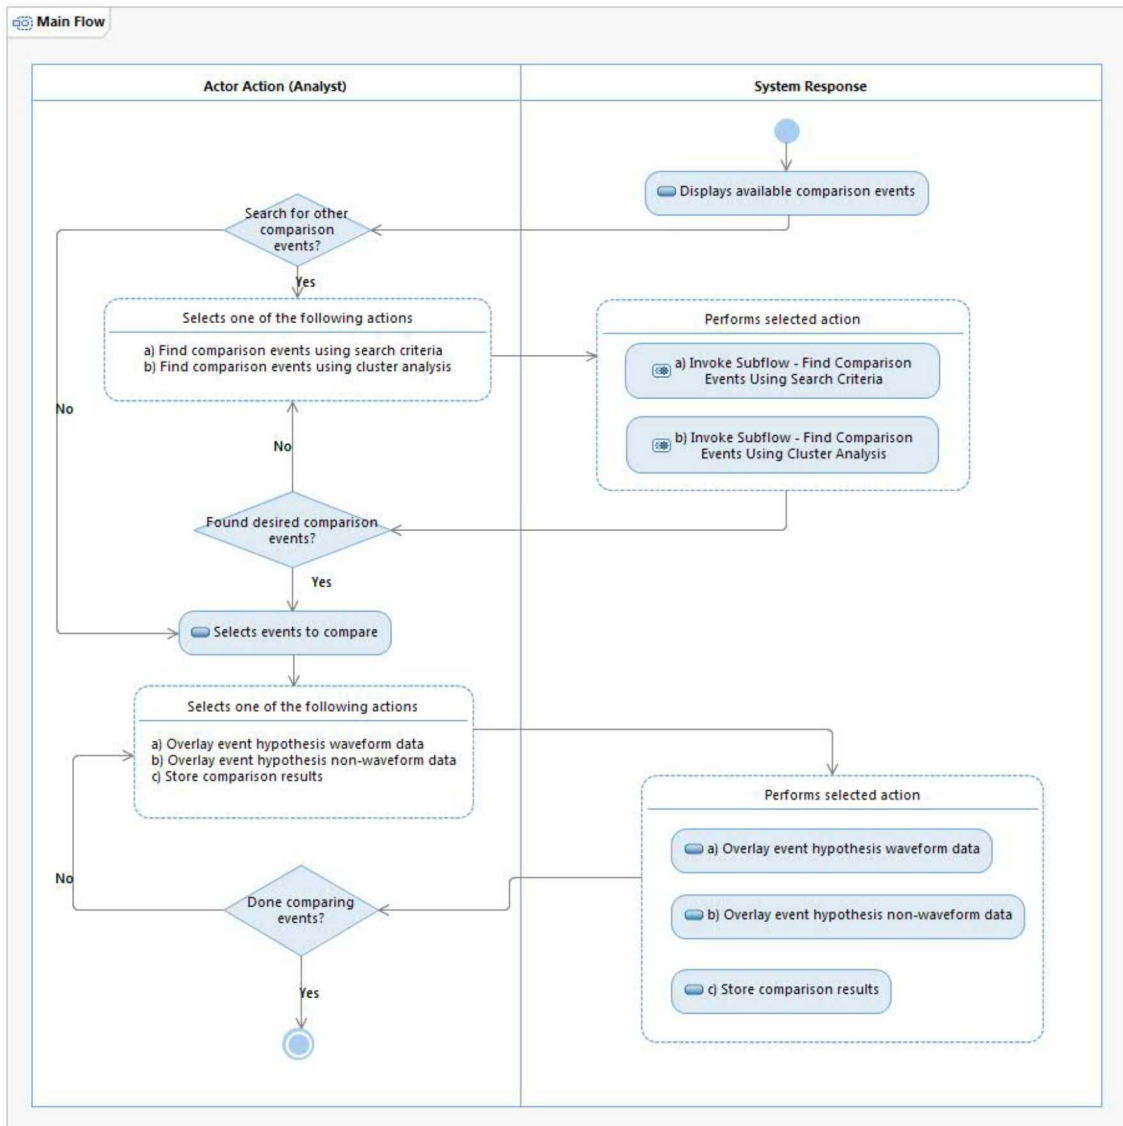 Main Flow
Actor Action (Analyst)
System Response
Displays available comparison events
Search for other
comparison
events?
Yes
Selects one of the following actions
a) Find comparison events using search criteria
b) Find comparison events using cluster analysis
Performs selected action
a) Invoke Subflow - Find Comparison
Events Using Search Criteria
b) Invoke Subflow - Find Comparison
Events Using Cluster Analysis
No
No
Found desired comparison
events?
Yes
Selects events to compare
Selects one of the following actions
a) Overlay event hypothesis waveform data
b) Overlay event hypothesis non-waveform data
c) Store comparison results
Performs selected action
a) Overlay event hypothesis waveform data
b) Overlay event hypothesis non-waveform data
c) Store comparison results
No
Done comparing
events?
Yes